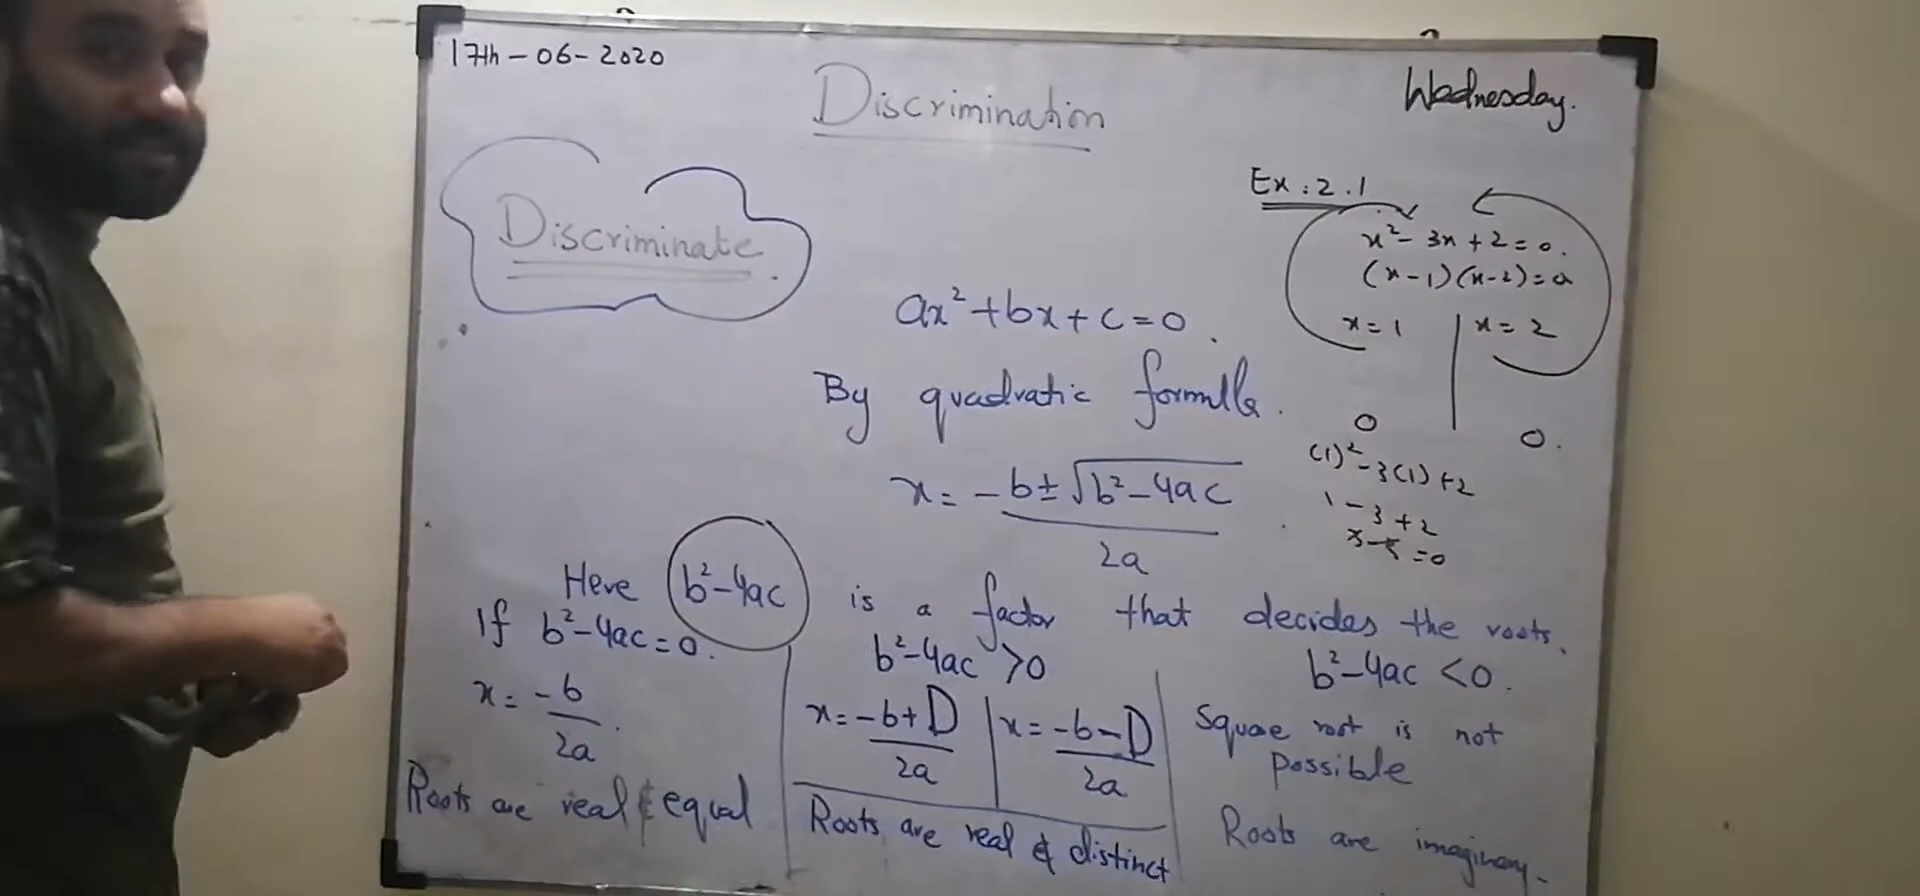 17th - 06 - 2020
Discrimination
Wednesday.
Discriminate.
Ex : 2.1
x² - 3x + 2 = 0.
(x-1)(x-2) = 0
x = 1 | x = 2
0
0.
(1)² - 3(1) + 2
1 - 3 + 2
3 - 3 = 0
ax² + bx + c = 0.
By quadratic formula.
x = -b ± √b² - 4ac
2a
Here b² - 4ac is a factor that decides the roots.
If b² - 4ac = 0.
x = -b
2a.
Roots are real & equal
b² - 4ac > 0
x = -b + D | x = -b - D
2a | 2a
Roots are real & distinct
b² - 4ac < 0.
Square root is not
possible
Roots are imaginary.